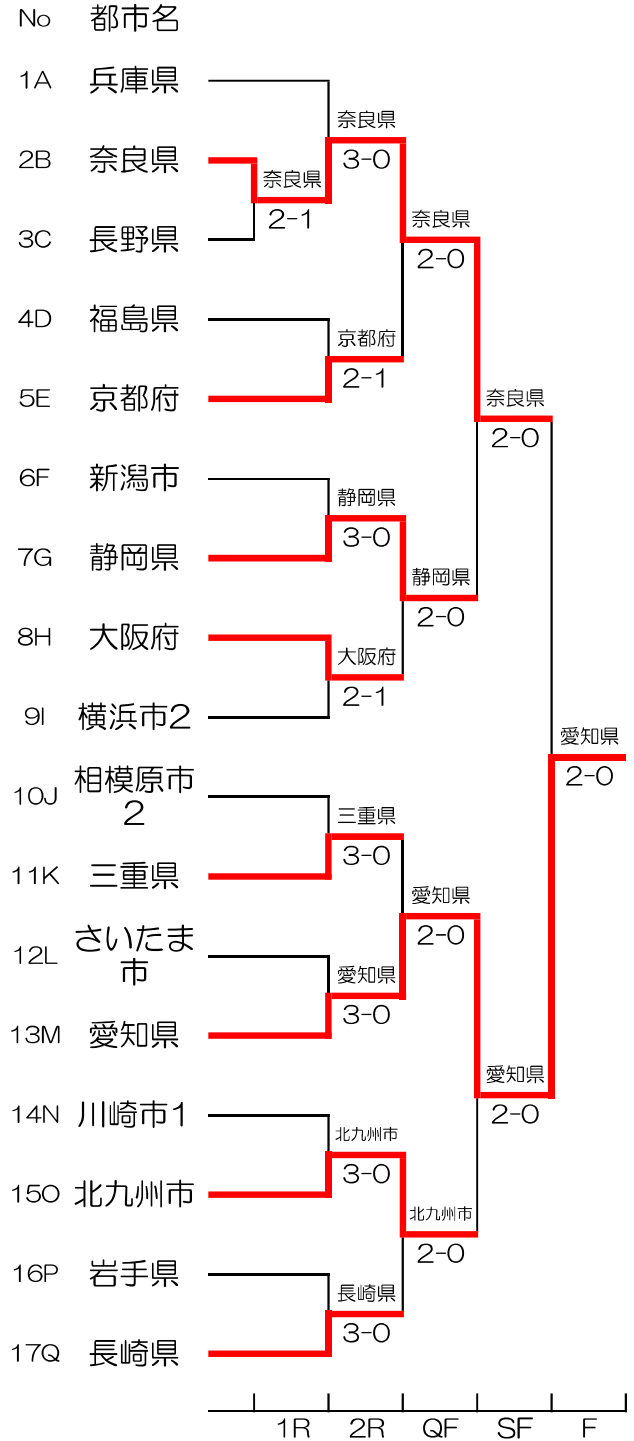 No 都市名
1A 兵庫県
奈良県
2B 奈良県
3-0
奈良県
2-1
奈良県
3C 長野県
2-0
4D 福島県
京都府
2-1
5E 京都府
奈良県
2-0
6F 新潟市
静岡県
3-0
7G 静岡県
静岡県
2-0
8H 大阪府
大阪府
2-1
9I 横浜市2
愛知県
2-0
10J 相模原市
2
三重県
3-0
11K 三重県
愛知県
2-0
12L さいたま
市
愛知県
3-0
13M 愛知県
愛知県
2-0
14N 川崎市1
北九州市
3-0
15O 北九州市
北九州市
2-0
16P 岩手県
長崎県
3-0
17Q 長崎県
1R 2R QF SF F